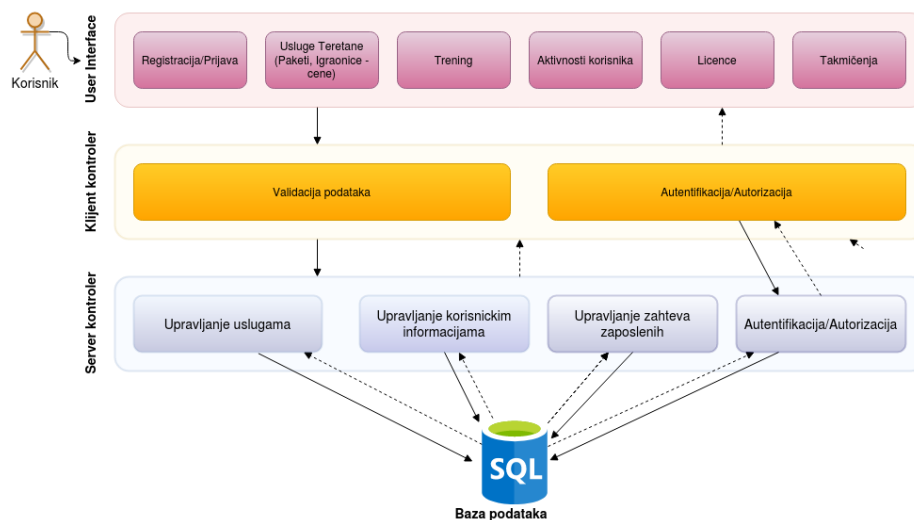 Korisnik
User Interface
Registracija/Prijava
Usluge Teretane
(Paketi, Igraonice -
cene)
Trening
Aktivnosti korisnika
Licence
Takmičenja
Klijent kontroler
Validacija podataka
Autentifikacija/Autorizacija
Server kontroler
Upravljanje uslugama
Upravljanje korisnickim
informacijama
Upravljanje zahteva
zaposlenih
Autentifikacija/Autorizacija
SQL
Baza podataka